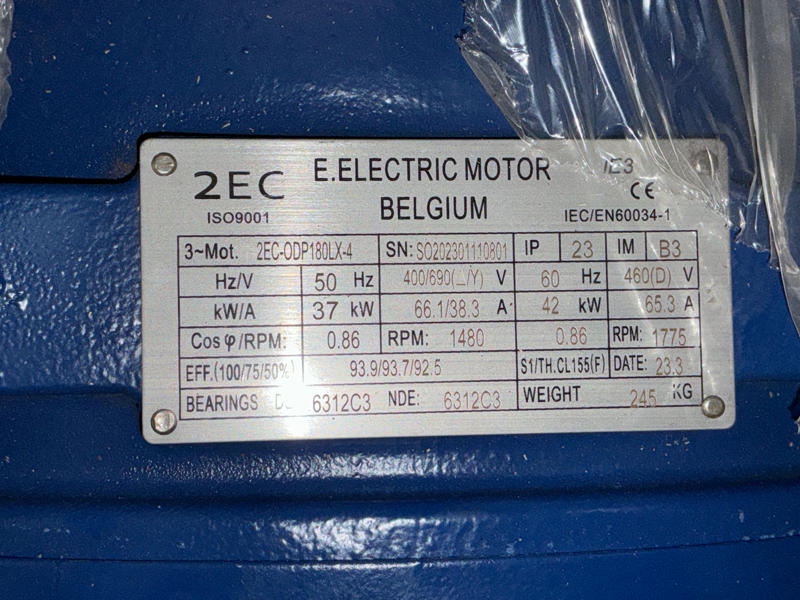 2EC
E.ELECTRIC MOTOR
IE3
CE
ISO9001
BELGIUM
IEC/EN60034-1
3~Mot. 2EC-ODP180LX-4 SN: SO202301110801 IP 23 IM B3
Hz/V 50 Hz 400/690(△/Y) V 60 Hz 460(D) V
kW/A 37 kW 66.1/38.3 A 42 kW 65.3 A
Cos φ/RPM: 0.86 RPM: 1480 0.86 RPM: 1775
EFF.(100/75/50%) 93.9/93.7/92.5 S1/TH.CL155(F) DATE: 23.3
BEARINGS 6312C3 NDE: 6312C3 WEIGHT 245 KG